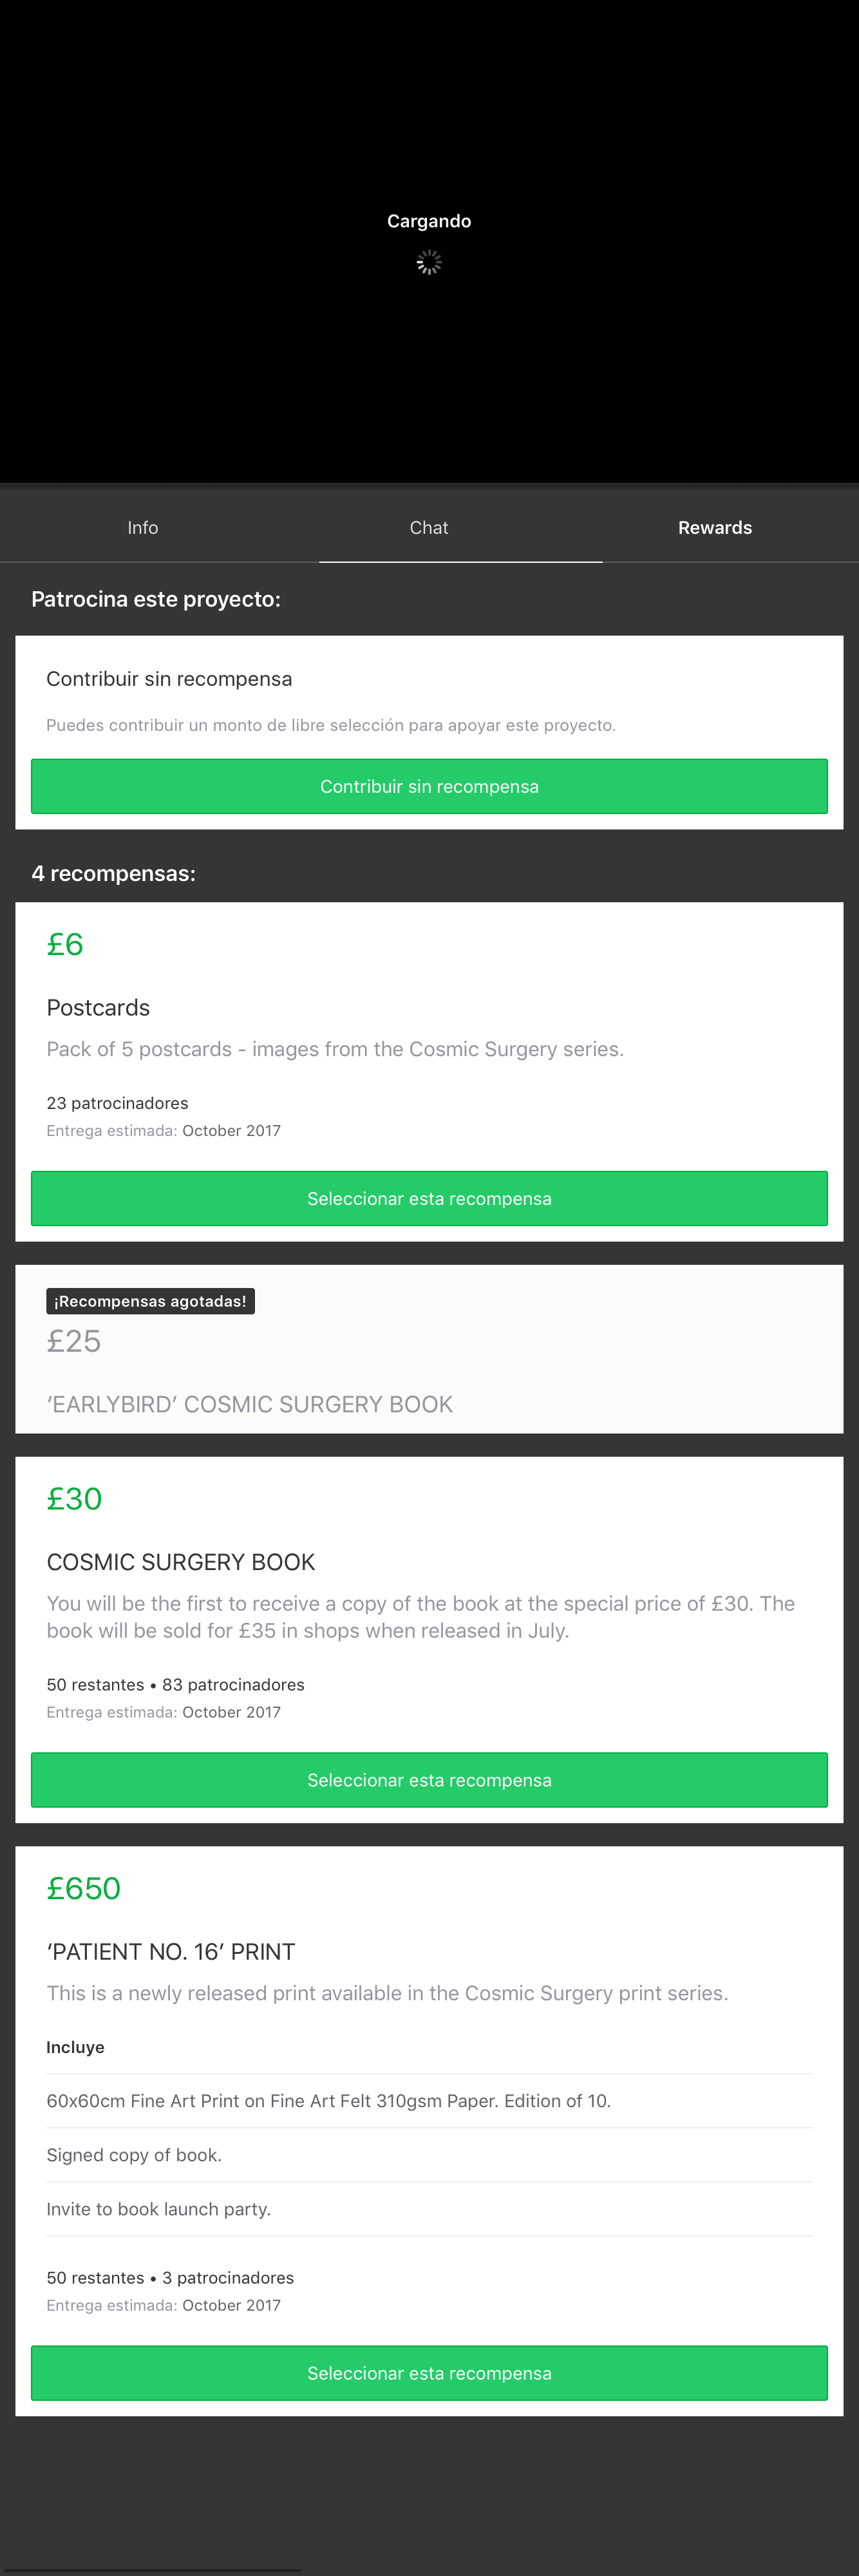 Cargando
Info
Chat
Rewards
Patrocina este proyecto:
Contribuir sin recompensa
Puedes contribuir un monto de libre selección para apoyar este proyecto.
Contribuir sin recompensa
4 recompensas:
£6
Postcards
Pack of 5 postcards - images from the Cosmic Surgery series.
23 patrocinadores
Entrega estimada: October 2017
Seleccionar esta recompensa
¡Recompensas agotadas!
£25
‘EARLYBIRD’ COSMIC SURGERY BOOK
£30
COSMIC SURGERY BOOK
You will be the first to receive a copy of the book at the special price of £30. The
book will be sold for £35 in shops when released in July.
50 restantes • 83 patrocinadores
Entrega estimada: October 2017
Seleccionar esta recompensa
£650
‘PATIENT NO. 16’ PRINT
This is a newly released print available in the Cosmic Surgery print series.
Incluye
60x60cm Fine Art Print on Fine Art Felt 310gsm Paper. Edition of 10.
Signed copy of book.
Invite to book launch party.
50 restantes • 3 patrocinadores
Entrega estimada: October 2017
Seleccionar esta recompensa